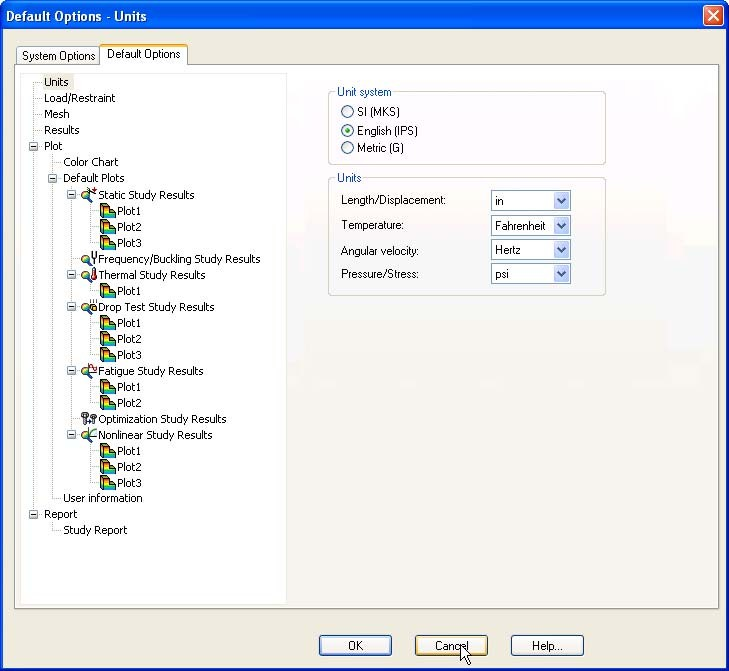 Default Options - Units
System Options
Default Options
Units
Load/Restraint
Mesh
Results
Plot
Color Chart
Default Plots
Static Study Results
Plot1
Plot2
Plot3
Frequency/Buckling Study Results
Thermal Study Results
Plot1
Drop Test Study Results
Plot1
Plot2
Plot3
Fatigue Study Results
Plot1
Plot2
Optimization Study Results
Nonlinear Study Results
Plot1
Plot2
Plot3
User information
Report
Study Report
Unit system
SI (MKS)
English (IPS)
Metric (G)
Units
Length/Displacement: in
Temperature: Fahrenheit
Angular velocity: Hertz
Pressure/Stress: psi
OK
Cancel
Help...